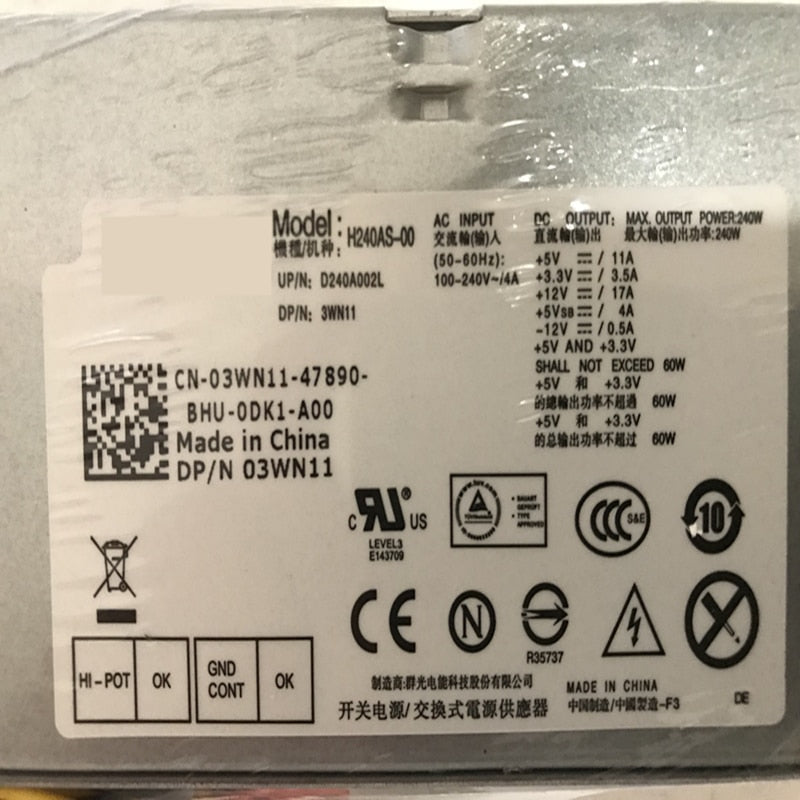 Model:
機種/机种: H240AS-00
UP/N: D240A002L
DP/N: 3WN11
AC INPUT
交流輸(输)入
(50-60Hz):
100-240V~/4A
DC OUTPUT: MAX. OUTPUT POWER:240W
直流輸(输)出 最大輸(输)出功率:240W
+5V ⎓ / 11A
+3.3V ⎓ / 3.5A
+12V ⎓ / 17A
+5VSB ⎓ / 4A
-12V ⎓ / 0.5A
+5V AND +3.3V
SHALL NOT EXCEED 60W
+5V 和 +3.3V
的總輸出功率不超過 60W
+5V 和 +3.3V
的总输出功率不超过 60W
CN-03WN11-47890-
BHU-0DK1-A00
Made in China
DP/N 03WN11
c RU® US
LEVEL3
E143709
BAUART
GEPRÜFT
TYPE
APPROVED
CCC S&E
10
CE
N
R35737
HI-POT OK
GND CONT OK
制造商:群光电能科技股份有限公司
开关电源/交換式電源供應器
MADE IN CHINA
中国制造/中國製造-F3
DE